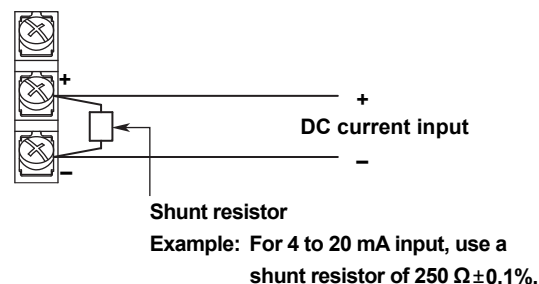 +
+
DC current input
−
−
Shunt resistor
Example: For 4 to 20 mA input, use a
shunt resistor of 250 Ω±0.1%.